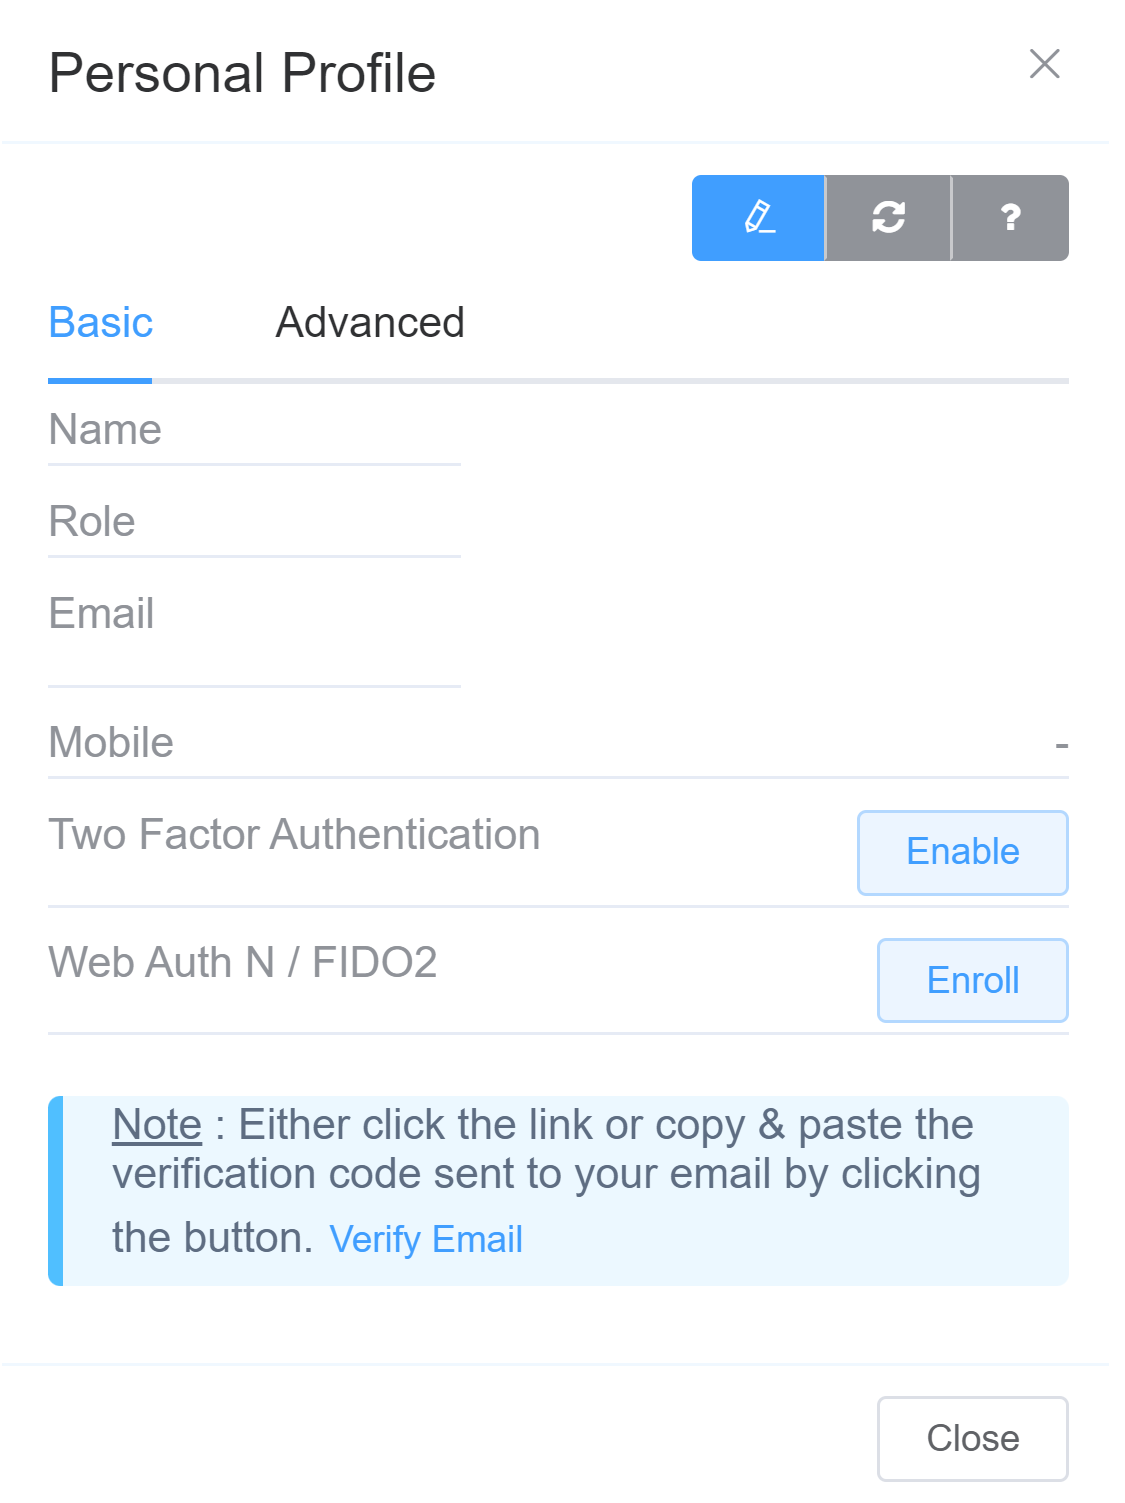 Personal Profile
?
Basic Advanced
Name
Role
Email
Mobile -
Two Factor Authentication Enable
Web Auth N / FIDO2 Enroll
Note : Either click the link or copy & paste the
verification code sent to your email by clicking
the button. Verify Email
Close